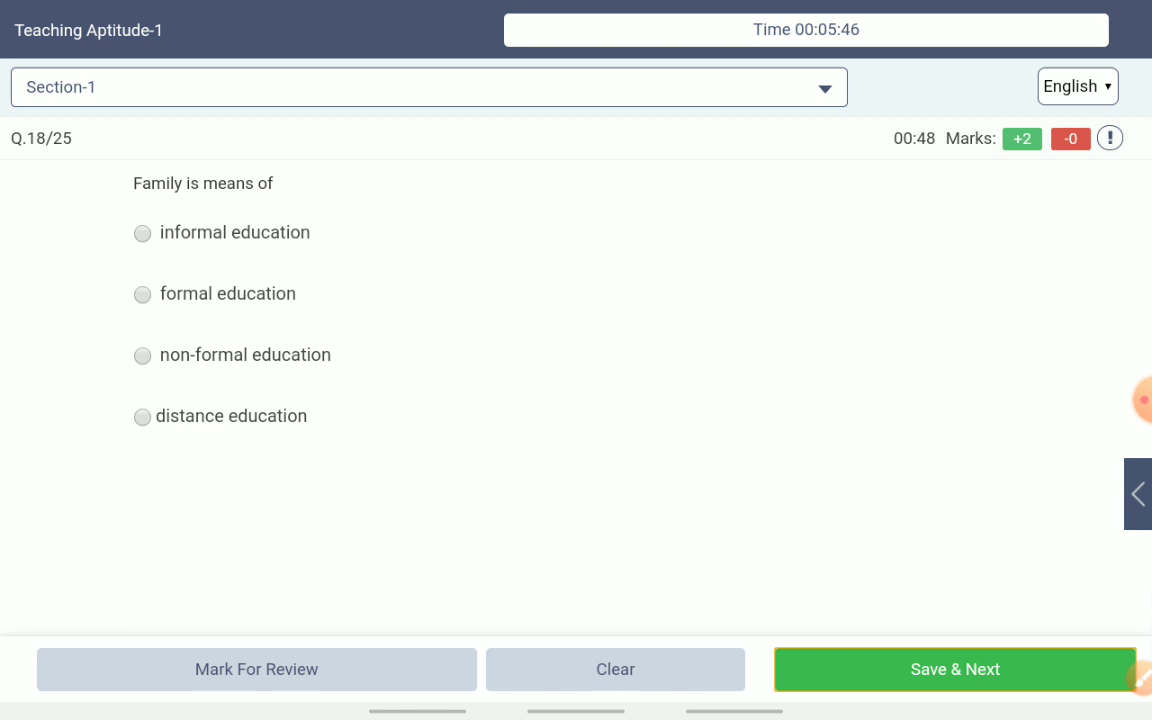 Teaching Aptitude-1
Time 00:05:46
Section-1
English
Q.18/25
00:48 Marks: +2 -0 !
Family is means of
informal education
formal education
non-formal education
distance education
Mark For Review
Clear
Save & Next